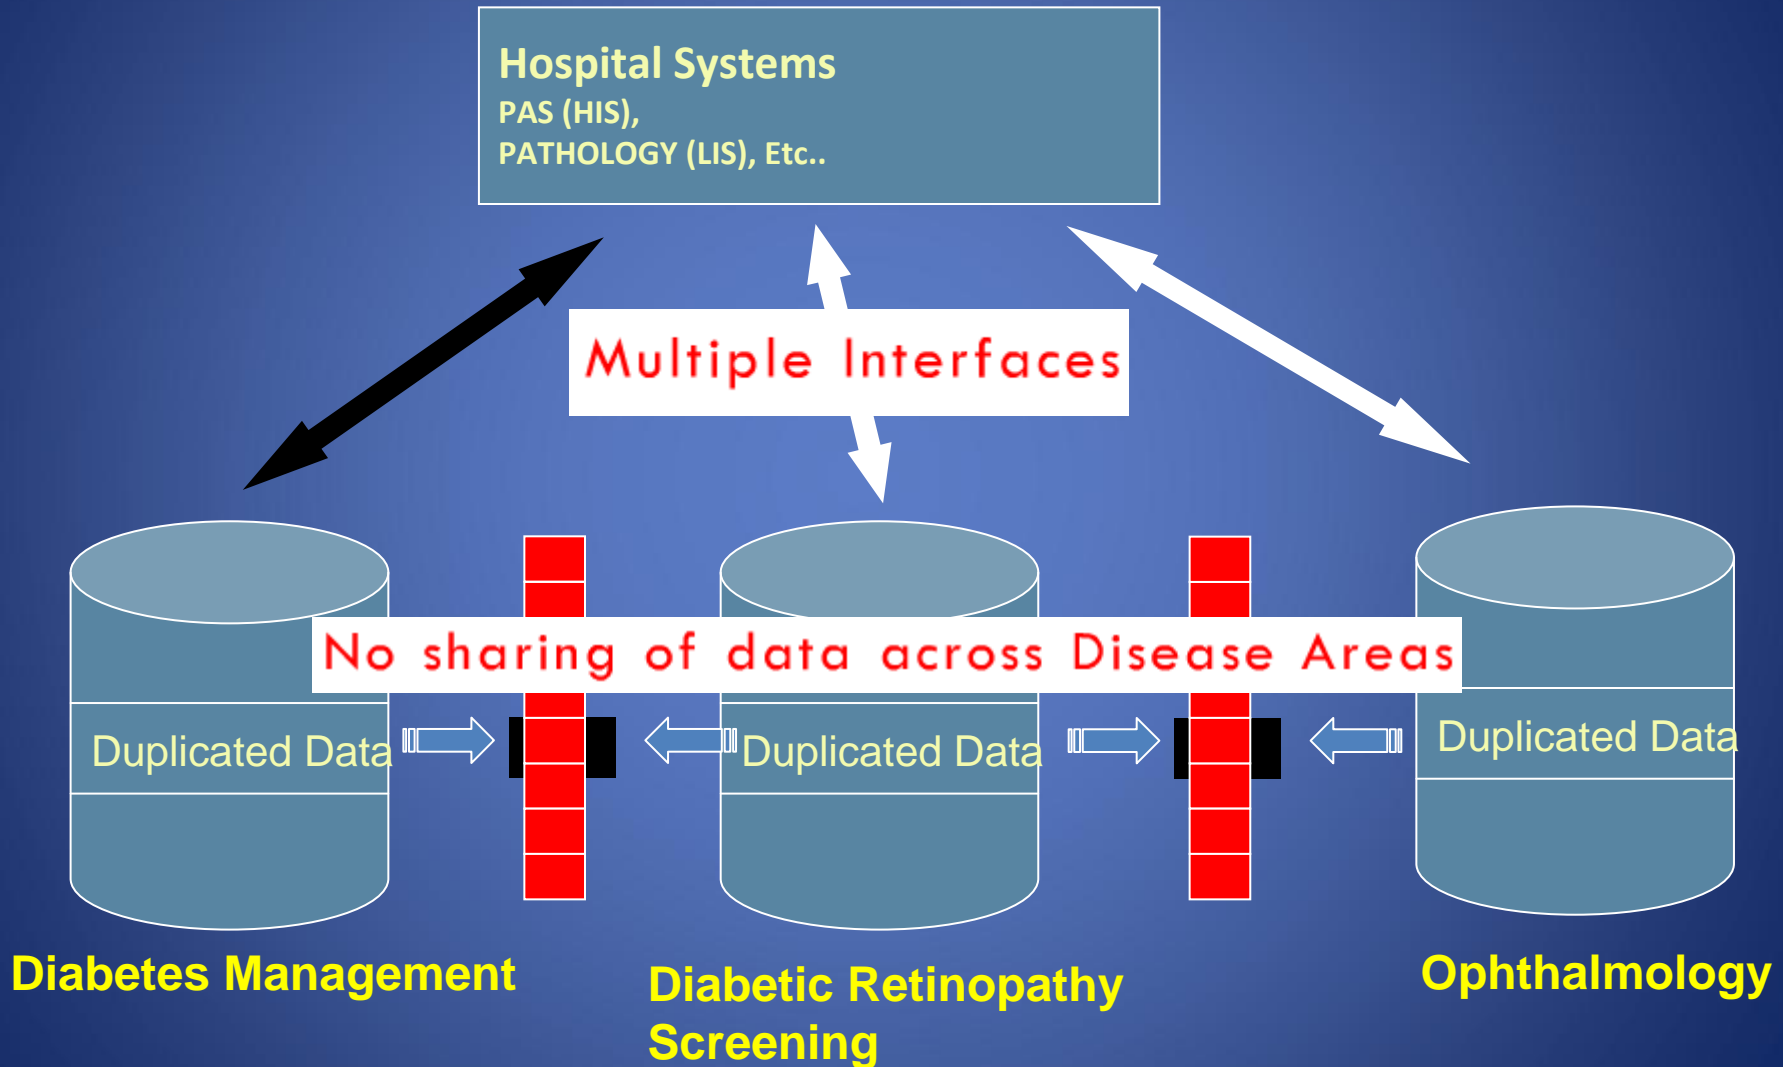 Hospital Systems
PAS (HIS),
PATHOLOGY (LIS), Etc..
Multiple Interfaces
No sharing of data across Disease Areas
Duplicated Data
Duplicated Data
Duplicated Data
Diabetes Management
Diabetic Retinopathy
Screening
Ophthalmology